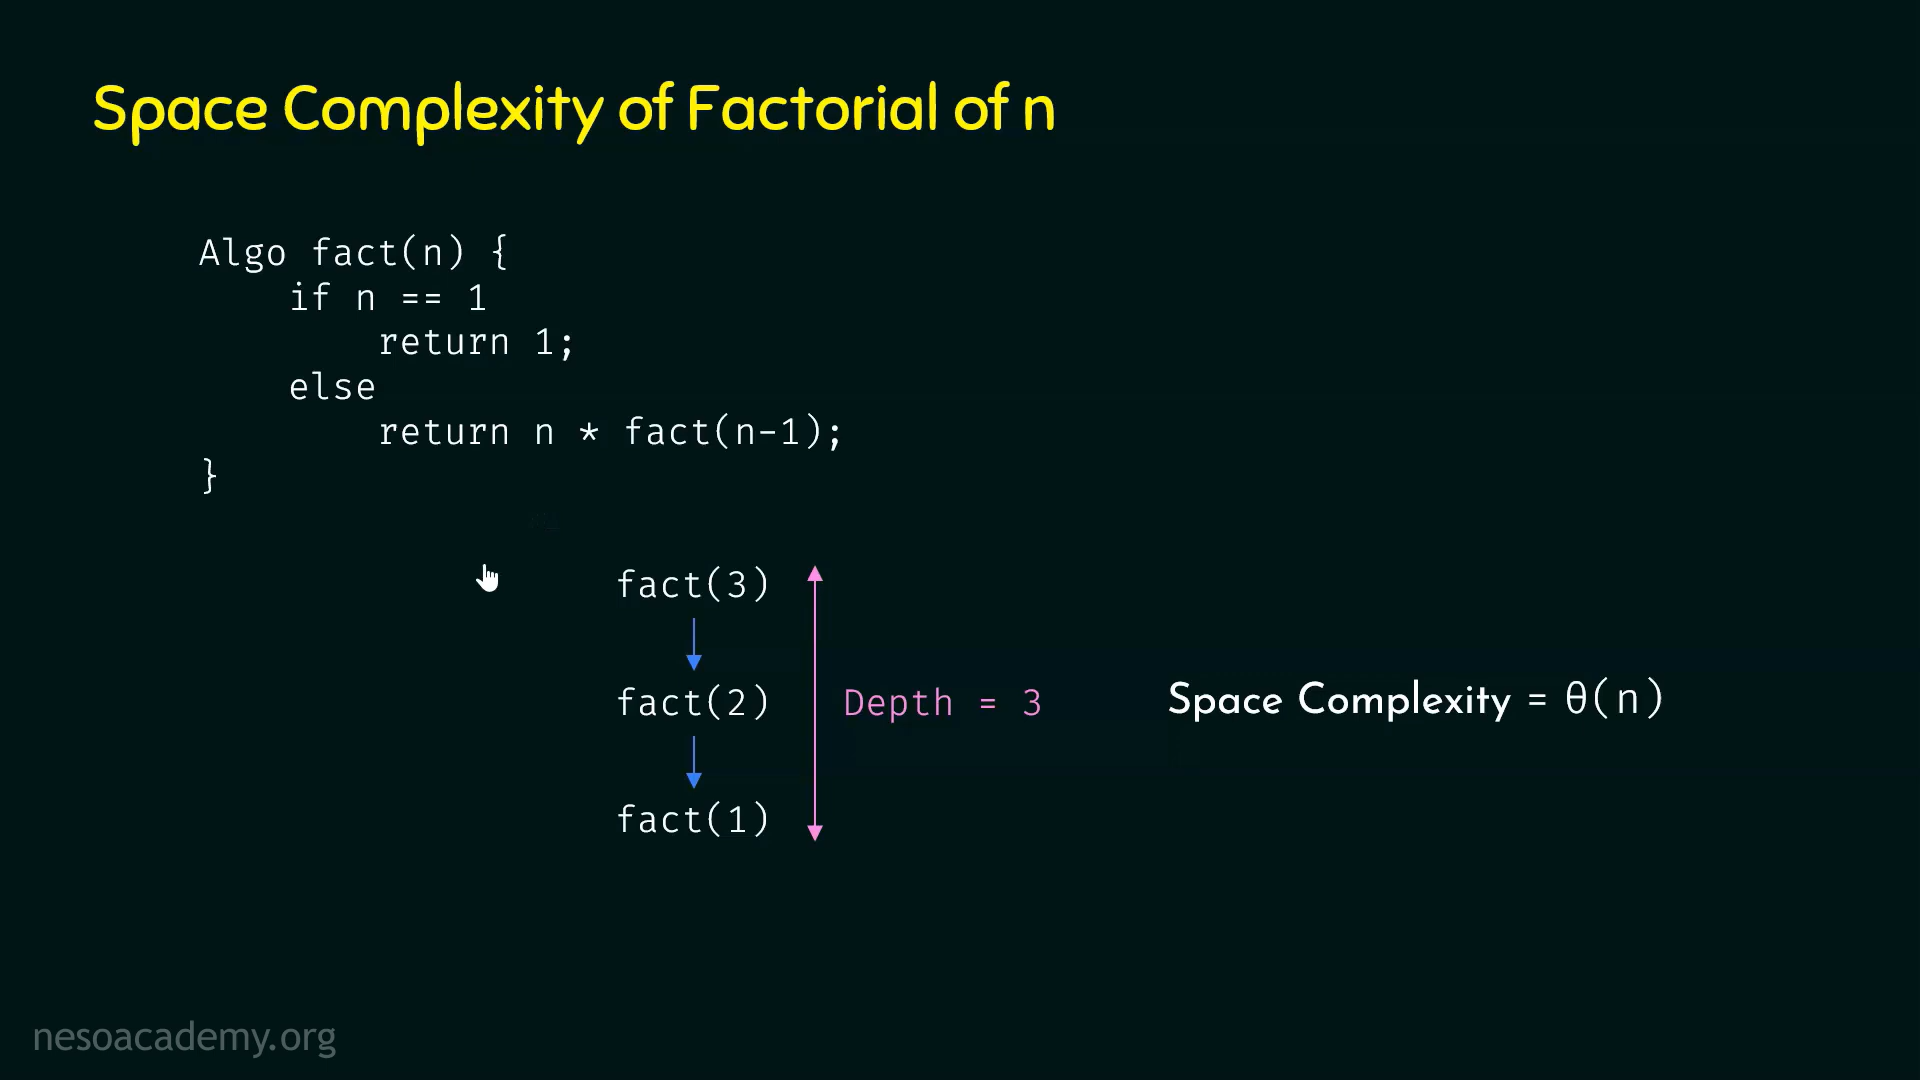 Space Complexity of Factorial of n
Algo fact(n) {
if n == 1
return 1;
else
return n * fact(n-1);
}
fact(3)
fact(2)
Depth = 3
Space Complexity = θ(n)
fact(1)
nesoacademy.org